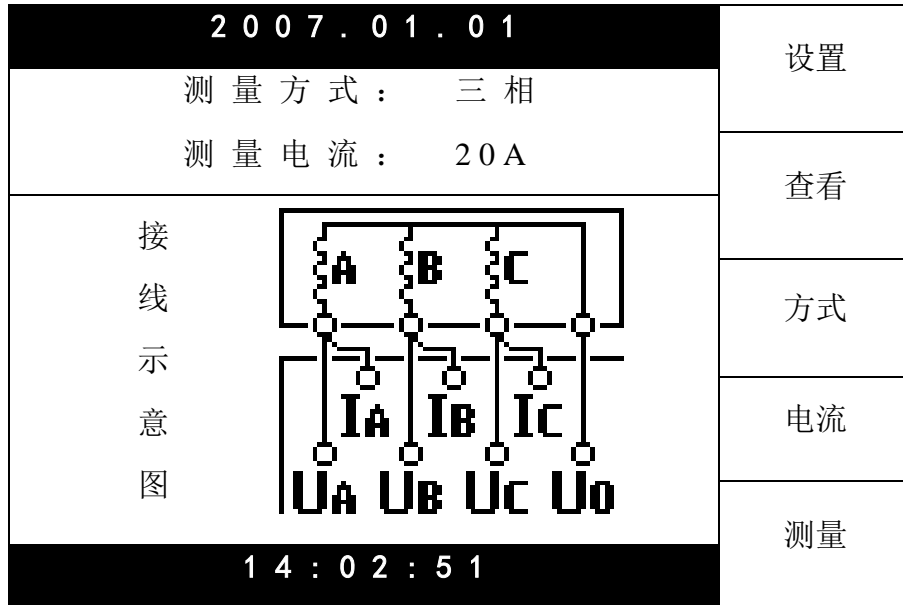 2007.01.01
测量方式： 三相
测量电流： 20A
接线示意图
A B C
IA IB IC
UA UB UC U0
14:02:51
设置
查看
方式
电流
测量